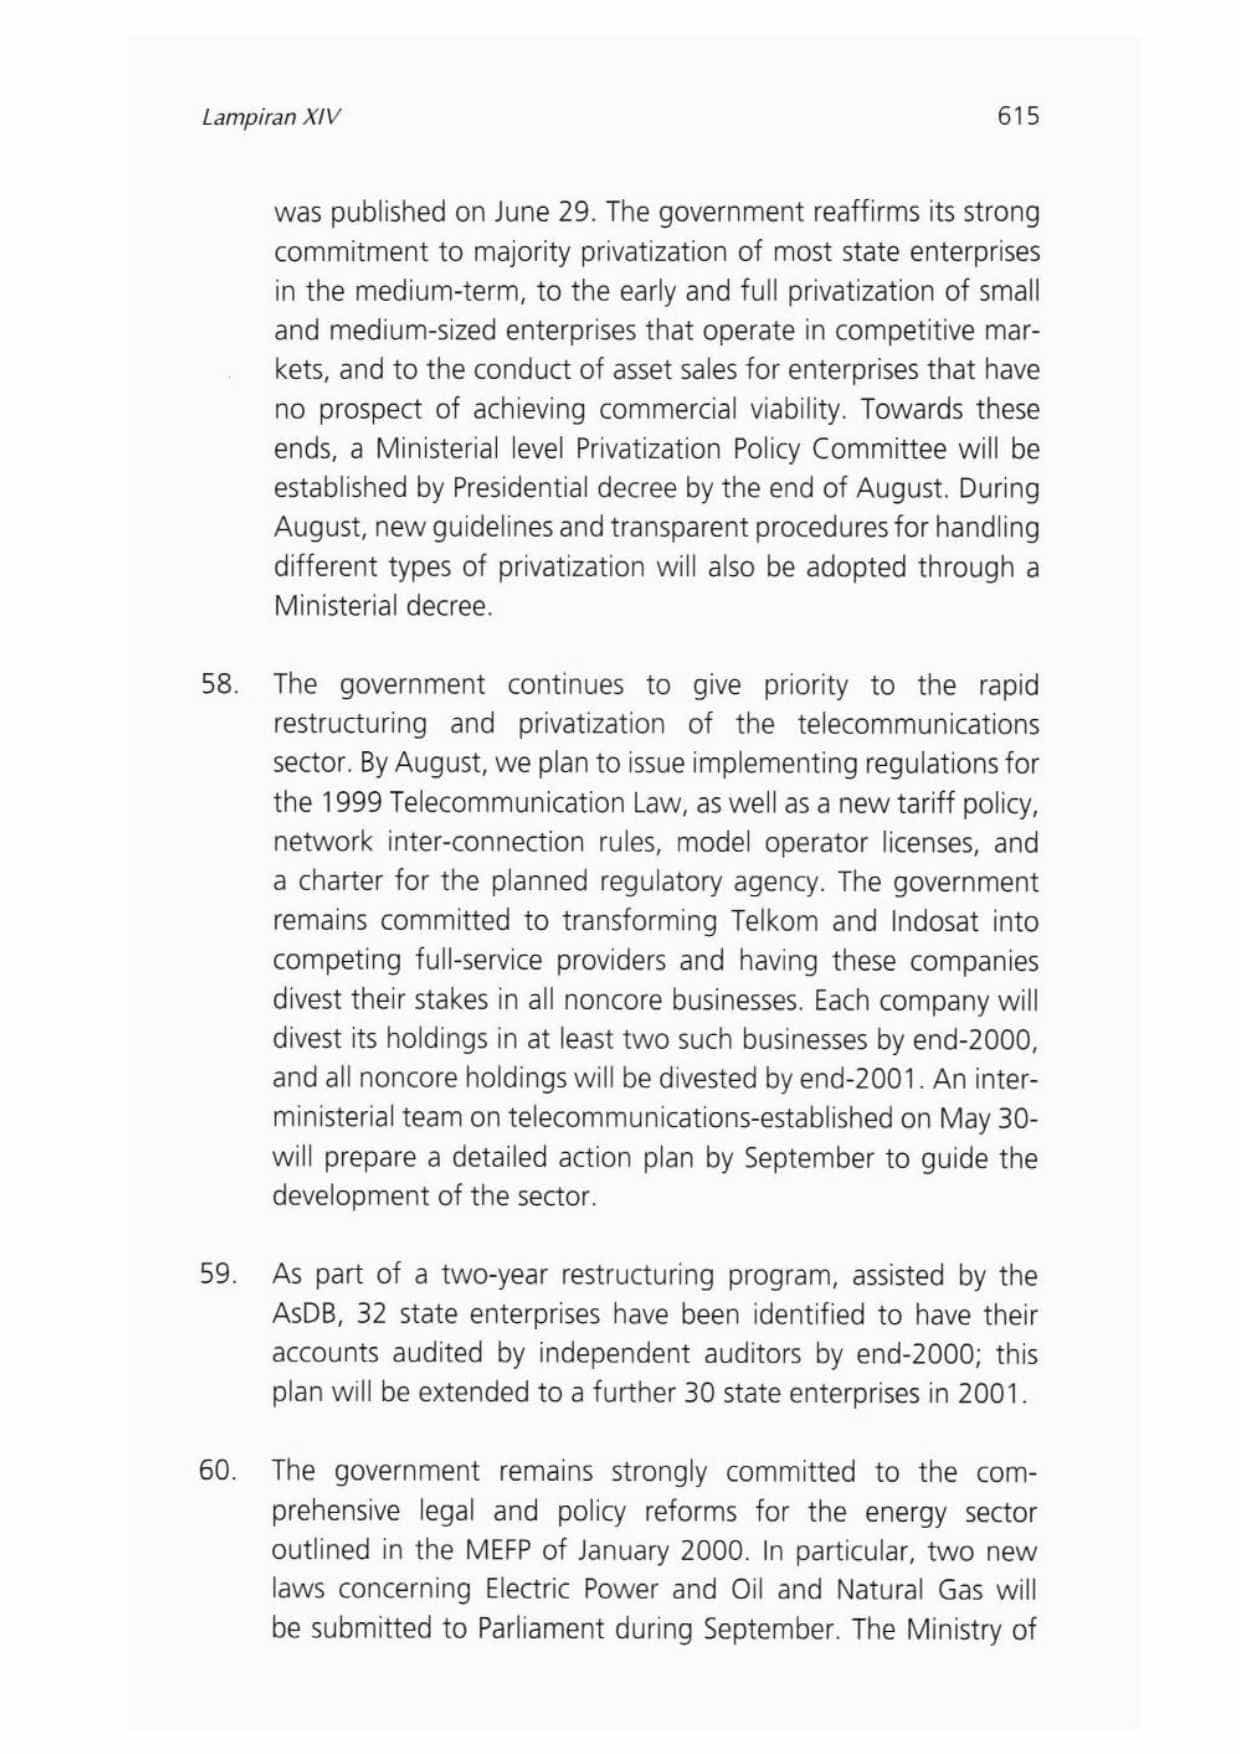 Lampiran XIV 615
was published on June 29. The government reaffirms its strong
commitment to majority privatization of most state enterprises
in the medium-term, to the early and full privatization of small
and medium-sized enterprises that operate in competitive mar-
kets, and to the conduct of asset sales for enterprises that have
no prospect of achieving commercial viability. Towards these
ends, a Ministerial level Privatization Policy Committee will be
established by Presidential decree by the end of August. During
August, new guidelines and transparent procedures for handling
different types of privatization will also be adopted through a
Ministerial decree.
58. The government continues to give priority to the rapid
restructuring and privatization of the telecommunications
sector. By August, we plan to issue implementing regulations for
the 1999 Telecommunication Law, as well as a new tariff policy,
network inter-connection rules, model operator licenses, and
a charter for the planned regulatory agency. The government
remains committed to transforming Telkom and Indosat into
competing full-service providers and having these companies
divest their stakes in all noncore businesses. Each company will
divest its holdings in at least two such businesses by end-2000,
and all noncore holdings will be divested by end-2001. An inter-
ministerial team on telecommunications-established on May 30-
will prepare a detailed action plan by September to guide the
development of the sector.
59. As part of a two-year restructuring program, assisted by the
AsDB, 32 state enterprises have been identified to have their
accounts audited by independent auditors by end-2000; this
plan will be extended to a further 30 state enterprises in 2001.
60. The government remains strongly committed to the com-
prehensive legal and policy reforms for the energy sector
outlined in the MEFP of January 2000. In particular, two new
laws concerning Electric Power and Oil and Natural Gas will
be submitted to Parliament during September. The Ministry of